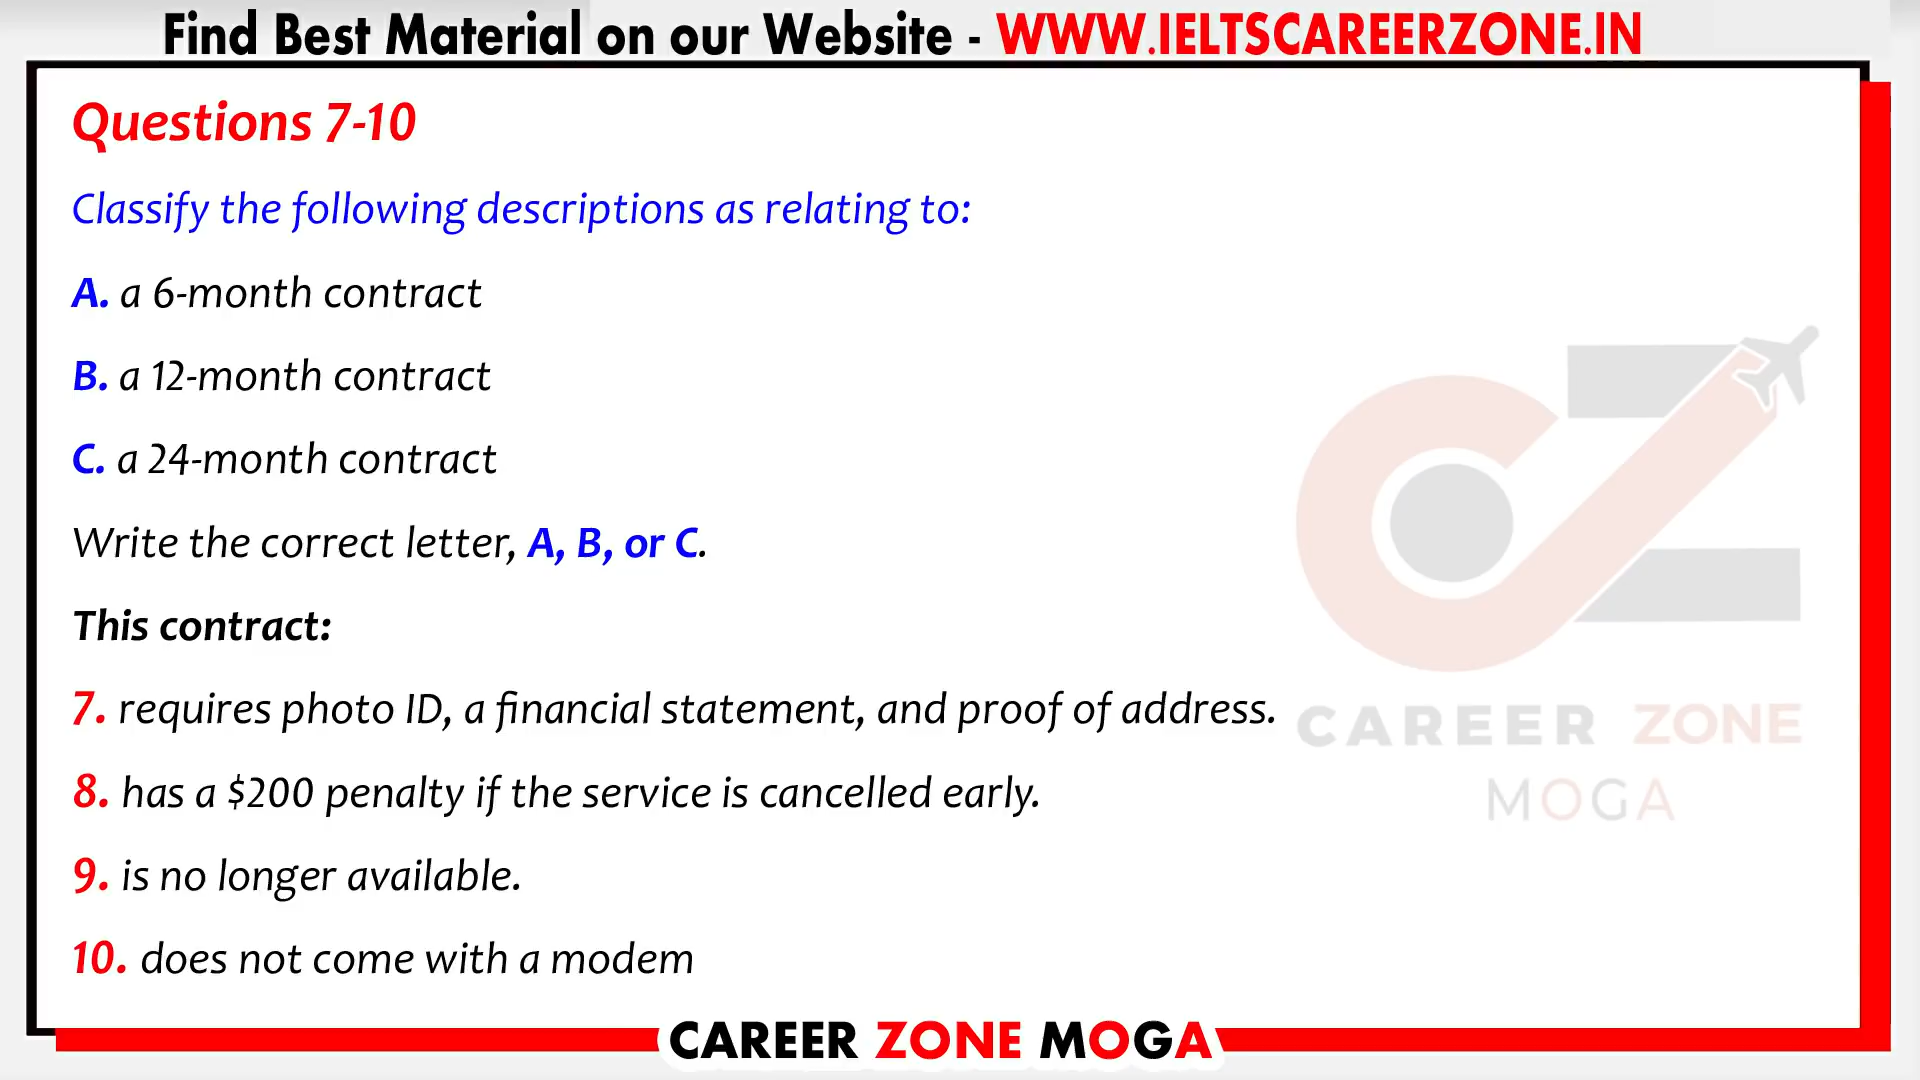 Find Best Material on our Website - WWW.IELTSCAREERZONE.IN
Questions 7-10
Classify the following descriptions as relating to:
A. a 6-month contract
B. a 12-month contract
C. a 24-month contract
Write the correct letter, A, B, or C.
This contract:
7. requires photo ID, a financial statement, and proof of address.
8. has a $200 penalty if the service is cancelled early.
9. is no longer available.
10. does not come with a modem
CZ
CAREER ZONE
MOGA
CAREER ZONE MOGA